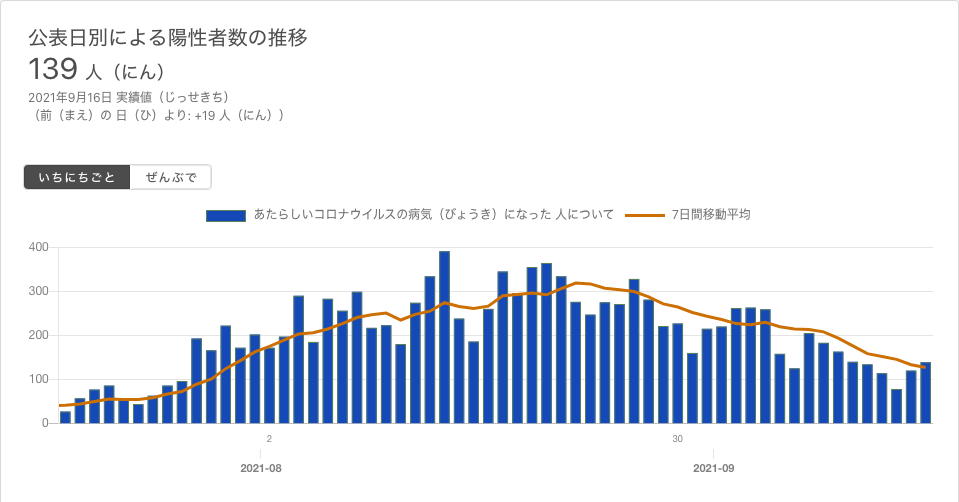 公表日別による陽性者数の推移
139 人（にん）
2021年9月16日 実績値（じっせきち）
（前（まえ）の 日（ひ）より: +19 人（にん））
いちにちごと ぜんぶで
あたらしいコロナウイルスの病気（びょうき）になった 人について 7日間移動平均
400
300
200
100
0
2 30
2021-08 2021-09